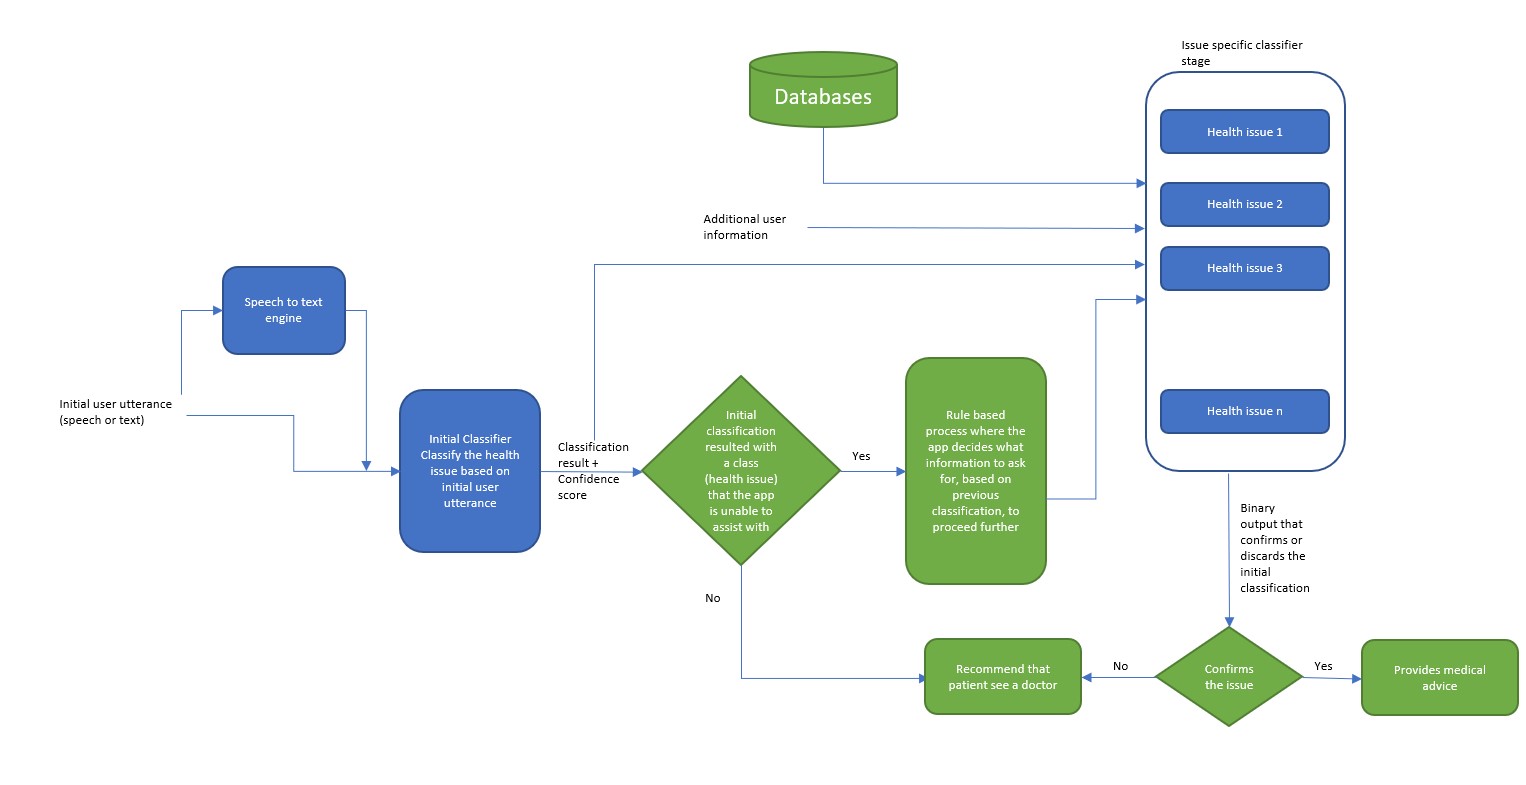 Issue specific classifier
stage
Databases
Health issue 1
Health issue 2
Health issue 3
Health issue n
Additional user
information
Speech to text
engine
Initial user utterance
(speech or text)
Initial Classifier
Classify the health
issue based on
initial user
utterance
Classification
result +
Confidence
score
Initial
classification
resulted with
a class
(health issue)
that the app
is unable to
assist with
Yes
No
Rule based
process where the
app decides what
information to ask
for, based on
previous
classification, to
proceed further
Binary
output that
confirms or
discards the
initial
classification
Recommend that
patient see a doctor
No
Confirms
the issue
Yes
Provides medical
advice